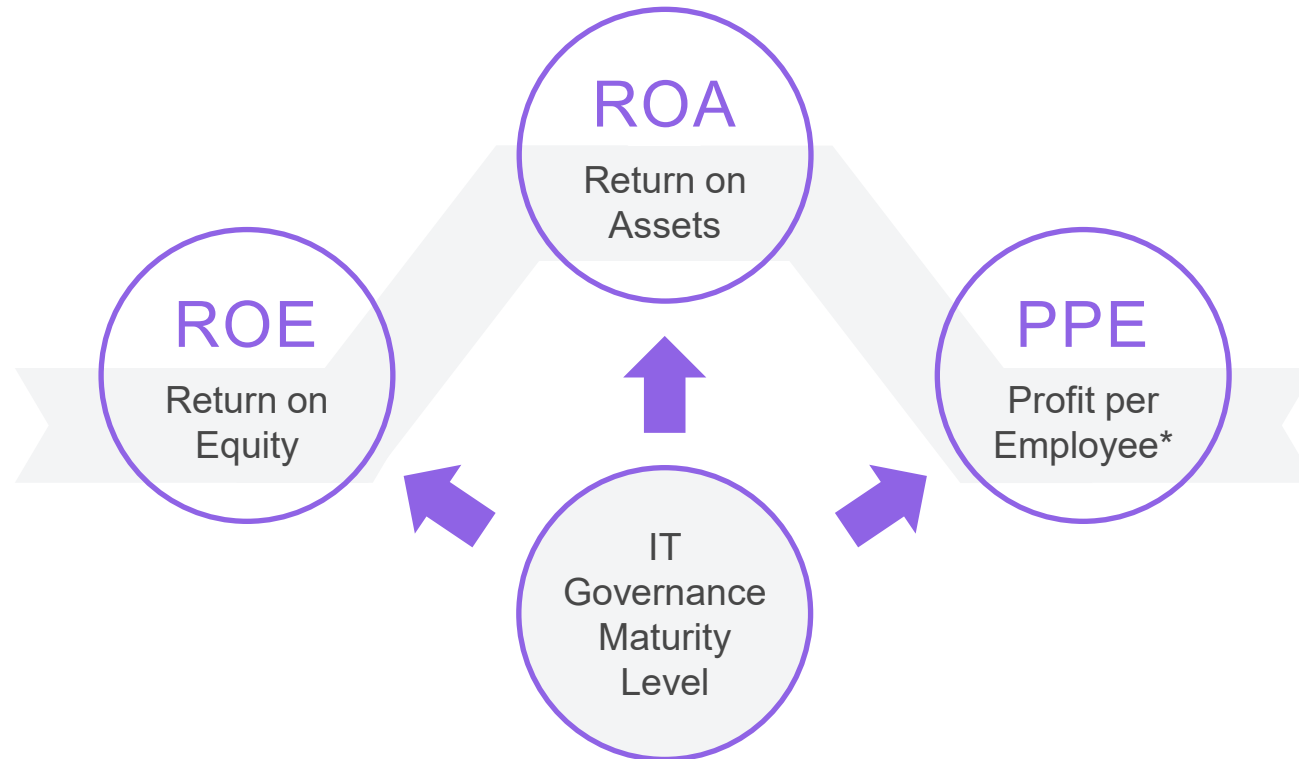 ROA
Return on
Assets
ROE
Return on
Equity
PPE
Profit per
Employee*
IT
Governance
Maturity
Level